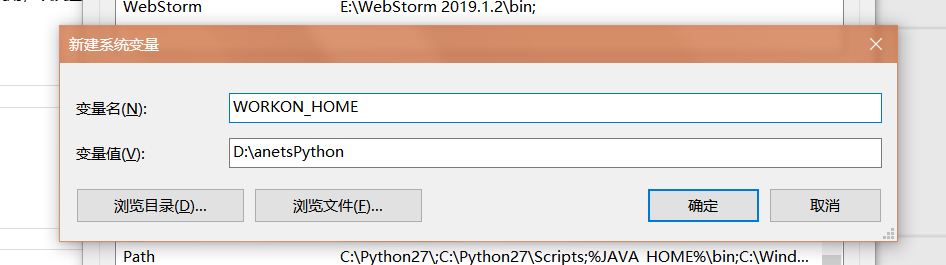 WebStorm E:\WebStorm 2019.1.2\bin;
新建系统变量
变量名(N): WORKON_HOME
变量值(V): D:\anetsPython
浏览目录(D)... 浏览文件(F)... 确定 取消
Path C:\Python27\;C:\Python27\Scripts;%JAVA_HOME%\bin;C:\Wind...